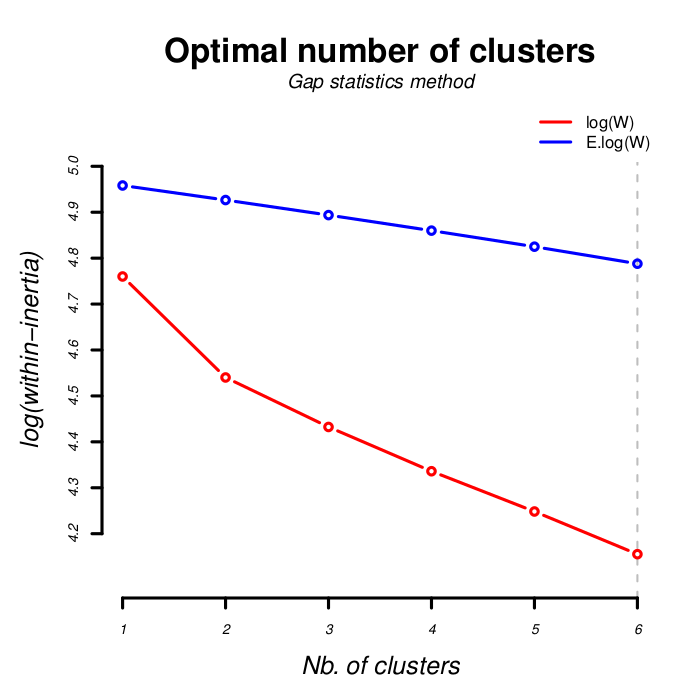 Optimal number of clusters
Gap statistics method
log(W)
E.log(W)
log(within−inertia)
5.0
4.9
4.8
4.7
4.6
4.5
4.4
4.3
4.2
1 2 3 4 5 6
Nb. of clusters